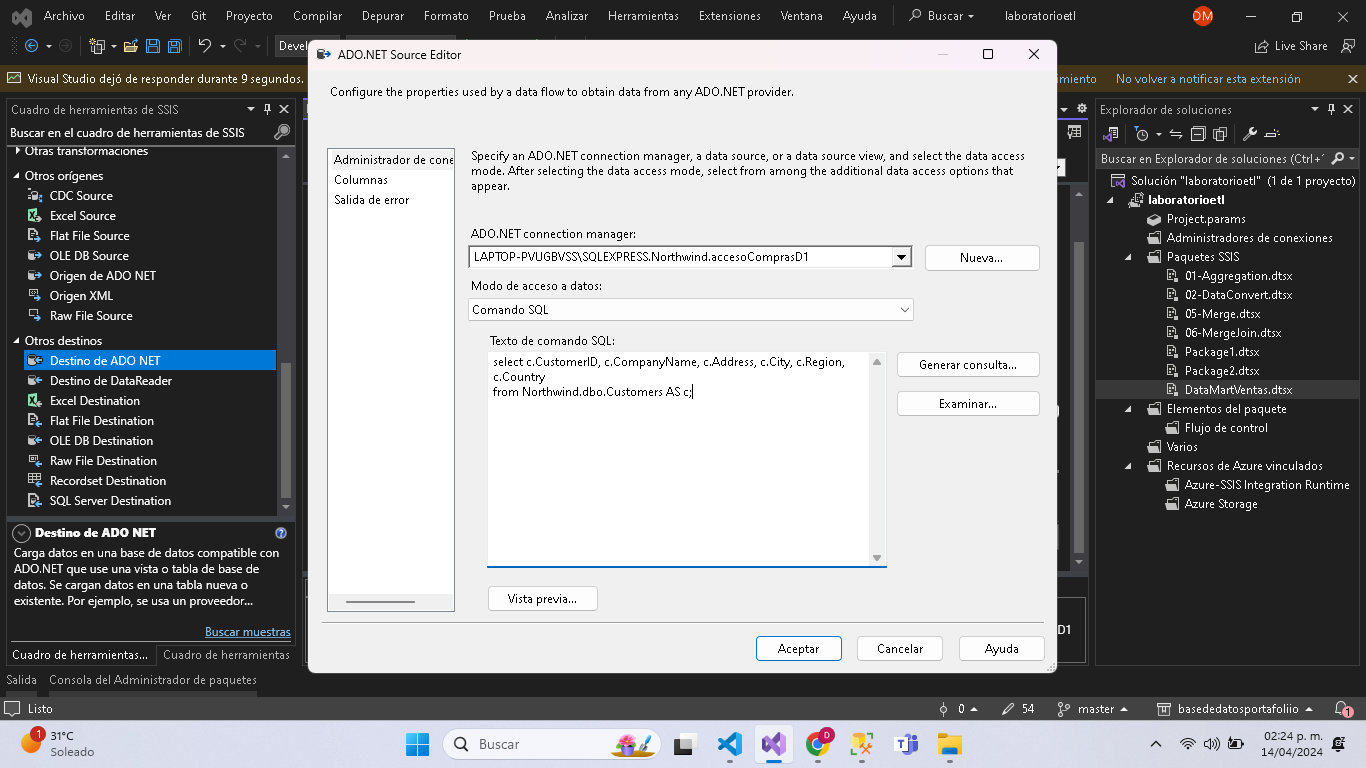 Archivo Editar Ver Git Proyecto Compilar Depurar Formato Prueba Analizar Herramientas Extensiones Ventana Ayuda Buscar laboratorioetl OM
Live Share
Visual Studio dejó de responder durante 9 segundos.
No volver a notificar esta extensión
Cuadro de herramientas de SSIS
Buscar en el cuadro de herramientas de SSIS
Otras transformaciones
Otros orígenes
CDC Source
Excel Source
Flat File Source
OLE DB Source
Origen de ADO NET
Origen XML
Raw File Source
Otros destinos
Destino de ADO NET
Destino de DataReader
Excel Destination
Flat File Destination
OLE DB Destination
Raw File Destination
Recordset Destination
SQL Server Destination
Destino de ADO NET
Carga datos en una base de datos compatible con
ADO.NET que use una vista o tabla de base de
datos. Se cargan datos en una tabla nueva o
existente. Por ejemplo, se usa un proveedor...
Buscar muestras
Cuadro de herramientas... Cuadro de herramientas
Salida Consola del Administrador de paquetes
ADO.NET Source Editor
Configure the properties used by a data flow to obtain data from any ADO.NET provider.
Administrador de cone
Columnas
Salida de error
Specify an ADO.NET connection manager, a data source, or a data source view, and select the data access
mode. After selecting the data access mode, select from among the additional data access options that
appear.
ADO.NET connection manager:
LAPTOP-PVUGBVSS\SQLEXPRESS.Northwind.accesoComprasD1
Nueva...
Modo de acceso a datos:
Comando SQL
Texto de comando SQL:
select c.CustomerID, c.CompanyName, c.Address, c.City, c.Region,
c.Country
from Northwind.dbo.Customers AS c;
Generar consulta...
Examinar...
Vista previa...
Aceptar Cancelar Ayuda
D1
Explorador de soluciones
Buscar en Explorador de soluciones (Ctrl+
Solución "laboratorioetl" (1 de 1 proyecto)
laboratorioetl
Project.params
Administradores de conexiones
Paquetes SSIS
01-Aggregation.dtsx
02-DataConvert.dtsx
05-Merge.dtsx
06-MergeJoin.dtsx
Package1.dtsx
Package2.dtsx
DataMartVentas.dtsx
Elementos del paquete
Flujo de control
Varios
Recursos de Azure vinculados
Azure-SSIS Integration Runtime
Azure Storage
Listo
0 54 master basededatosportafoliio 1
1 31°C
Soleado
Buscar
D
02:24 p. m.
14/04/2024